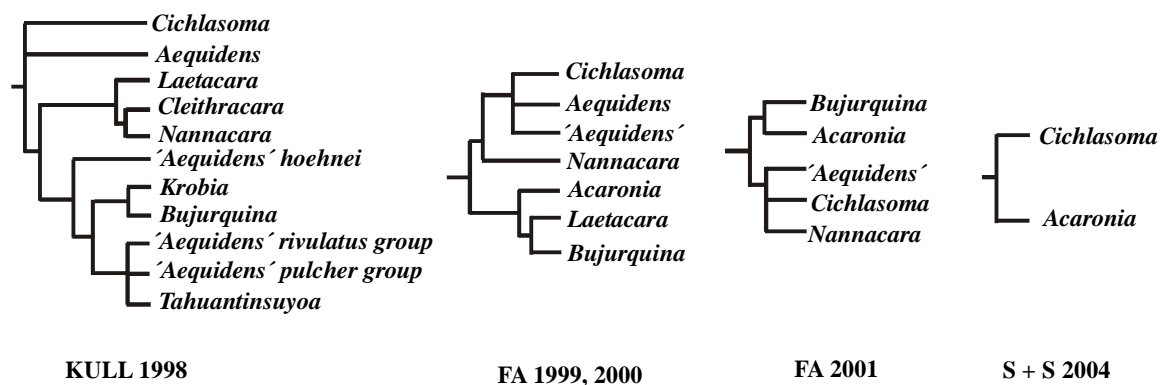 Cichlasoma
Aequidens
Laetacara
Cleithracara
Nannacara
´Aequidens´ hoehnei
Krobia
Bujurquina
´Aequidens´ rivulatus group
´Aequidens´ pulcher group
Tahuantinsuyoa
KULL 1998
Cichlasoma
Aequidens
´Aequidens´
Nannacara
Acaronia
Laetacara
Bujurquina
FA 1999, 2000
Bujurquina
Acaronia
´Aequidens´
Cichlasoma
Nannacara
FA 2001
Cichlasoma
Acaronia
S + S 2004